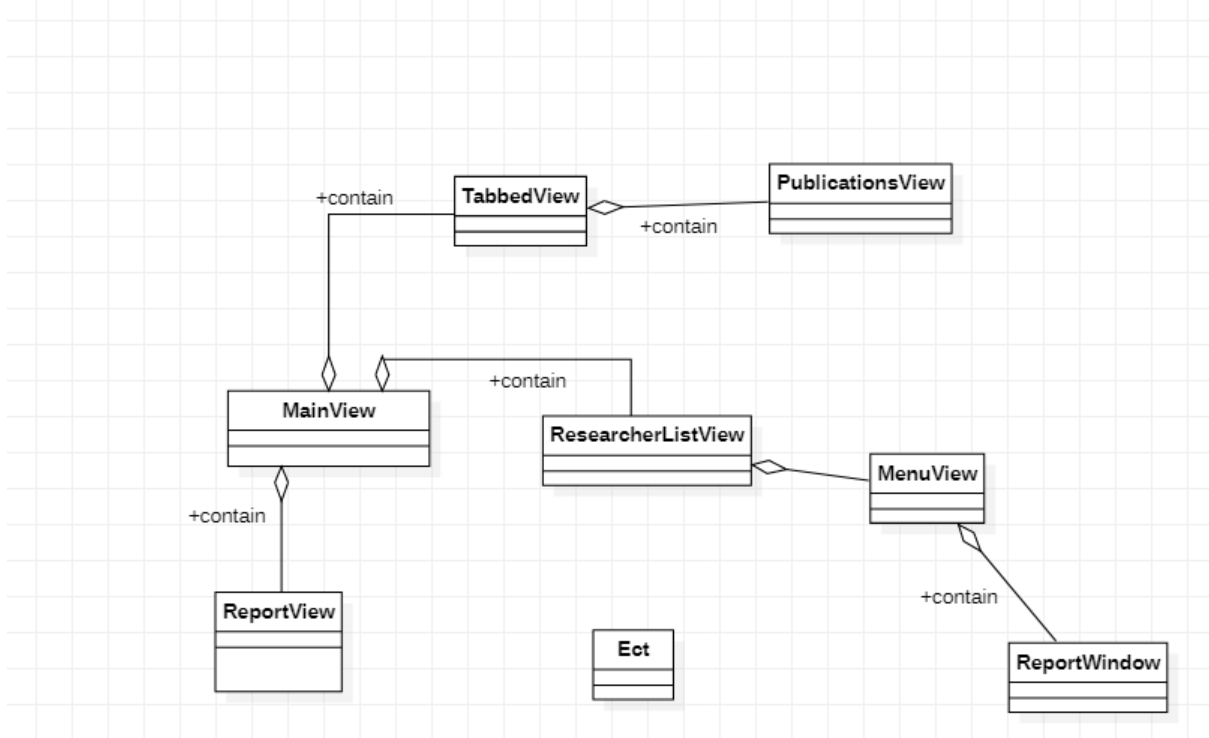 +contain
TabbedView
PublicationsView
+contain
+contain
MainView
ResearcherListView
MenuView
+contain
+contain
ReportView
Ect
ReportWindow